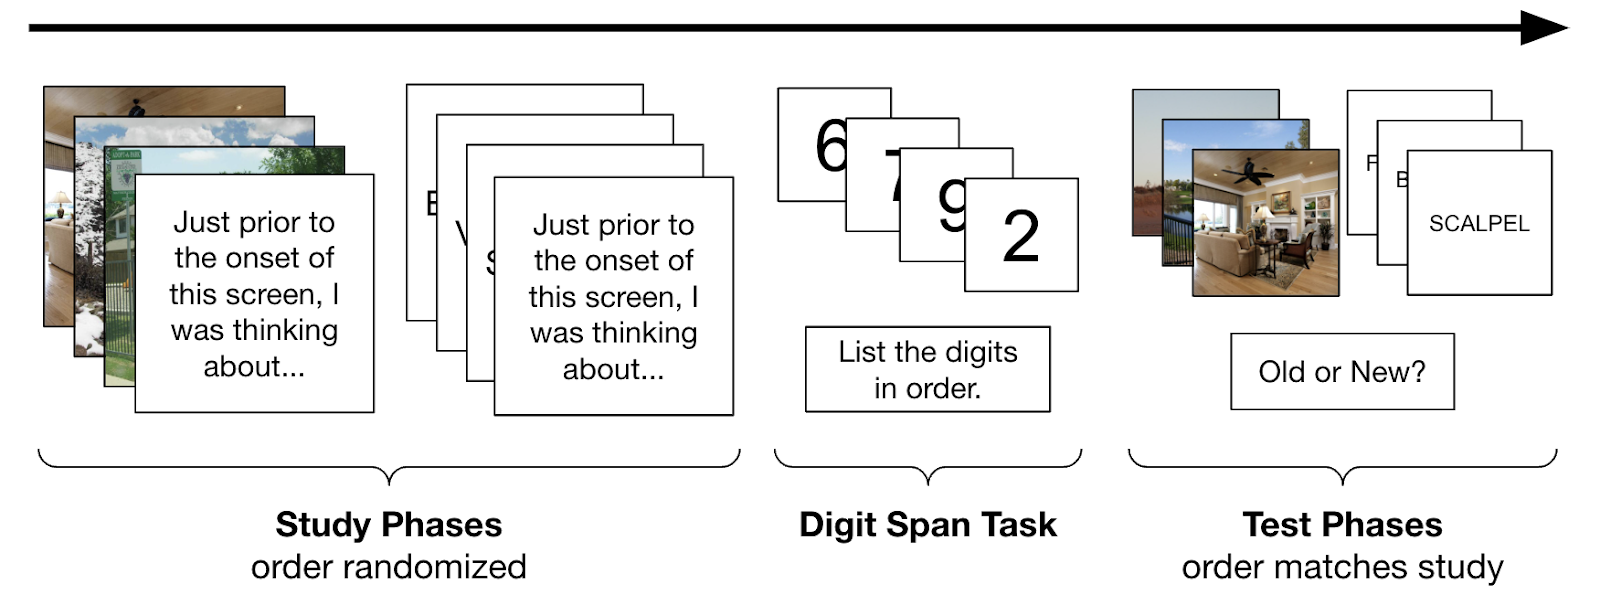 Just prior to
the onset of
this screen, I
was thinking
about...
Just prior to
the onset of
this screen, I
was thinking
about...
6
7
9
2
List the digits
in order.
SCALPEL
Old or New?
Study Phases
order randomized
Digit Span Task
Test Phases
order matches study